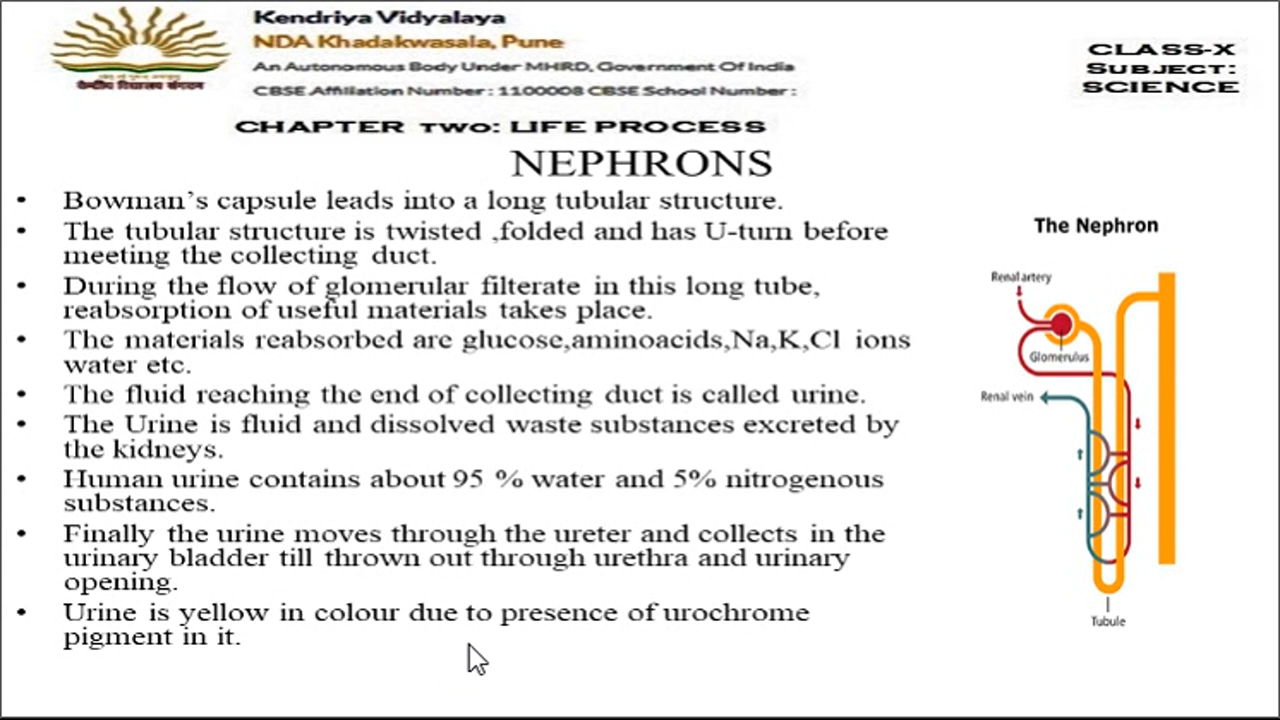 Kendriya Vidyalaya
NDA Khadakwasala, Pune
An Autonomous Body Under MHRD, Government Of India
CBSE Affiliation Number : 1100008 CBSE School Number :
केन्द्रीय विद्यालय संगठन
CLASS-X
SUBJECT:
SCIENCE
CHAPTER TWO: LIFE PROCESS
NEPHRONS
• Bowman's capsule leads into a long tubular structure.
• The tubular structure is twisted ,folded and has U-turn before
meeting the collecting duct.
• During the flow of glomerular filterate in this long tube,
reabsorption of useful materials takes place.
• The materials reabsorbed are glucose,aminoacids,Na,K,Cl ions
water etc.
• The fluid reaching the end of collecting duct is called urine.
• The Urine is fluid and dissolved waste substances excreted by
the kidneys.
• Human urine contains about 95 % water and 5% nitrogenous
substances.
• Finally the urine moves through the ureter and collects in the
urinary bladder till thrown out through urethra and urinary
opening.
• Urine is yellow in colour due to presence of urochrome
pigment in it.
The Nephron
Renal artery
Glomerulus
Renal vein
Tubule